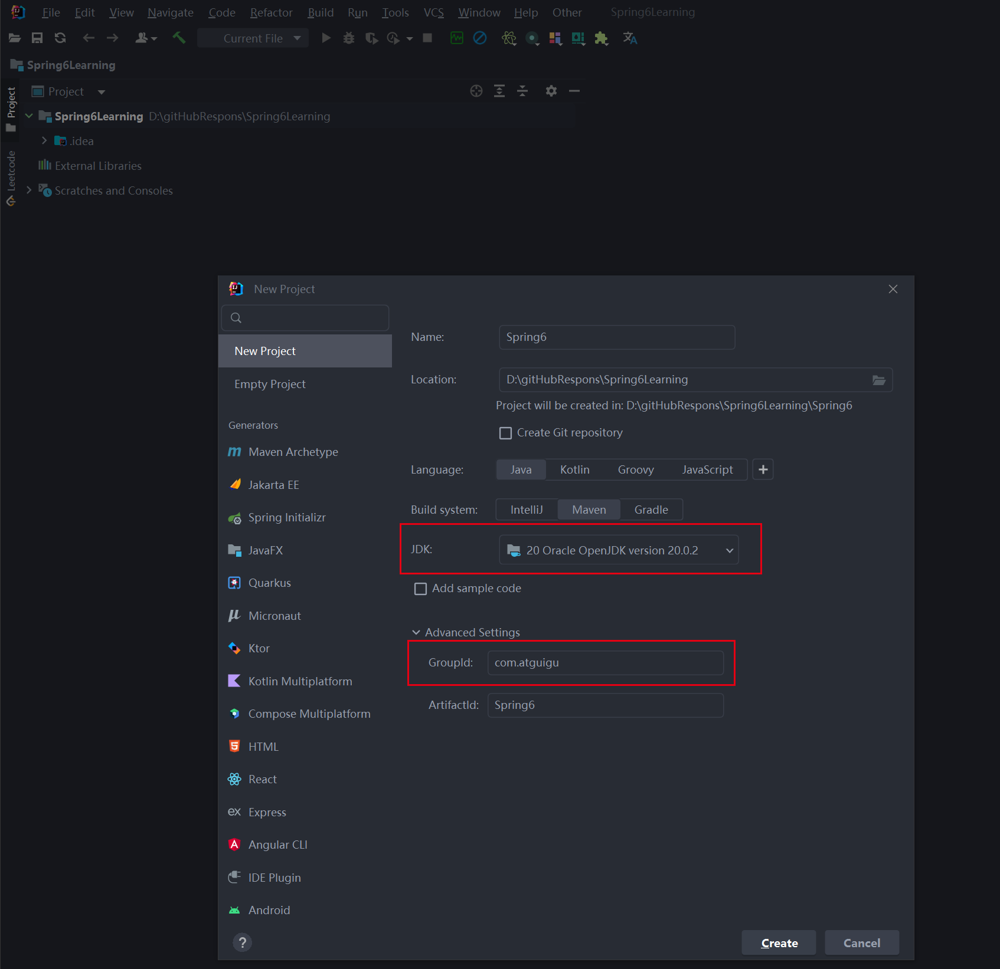 File Edit View Navigate Code Refactor Build Run Tools VCS Window Help Other Spring6Learning
Current File
Spring6Learning
Project
Project
Spring6Learning D:\gitHubRespons\Spring6Learning
.idea
External Libraries
Leetcode
Scratches and Consoles
New Project
New Project
Empty Project
Generators
Maven Archetype
Jakarta EE
Spring Initializr
JavaFX
Quarkus
Micronaut
Ktor
Kotlin Multiplatform
Compose Multiplatform
HTML
React
Express
Angular CLI
IDE Plugin
Android
Name: Spring6
Location: D:\gitHubRespons\Spring6Learning
Project will be created in: D:\gitHubRespons\Spring6Learning\Spring6
Create Git repository
Language: Java Kotlin Groovy JavaScript +
Build system: IntelliJ Maven Gradle
JDK: 20 Oracle OpenJDK version 20.0.2
Add sample code
Advanced Settings
GroupId: com.atguigu
ArtifactId: Spring6
? Create Cancel